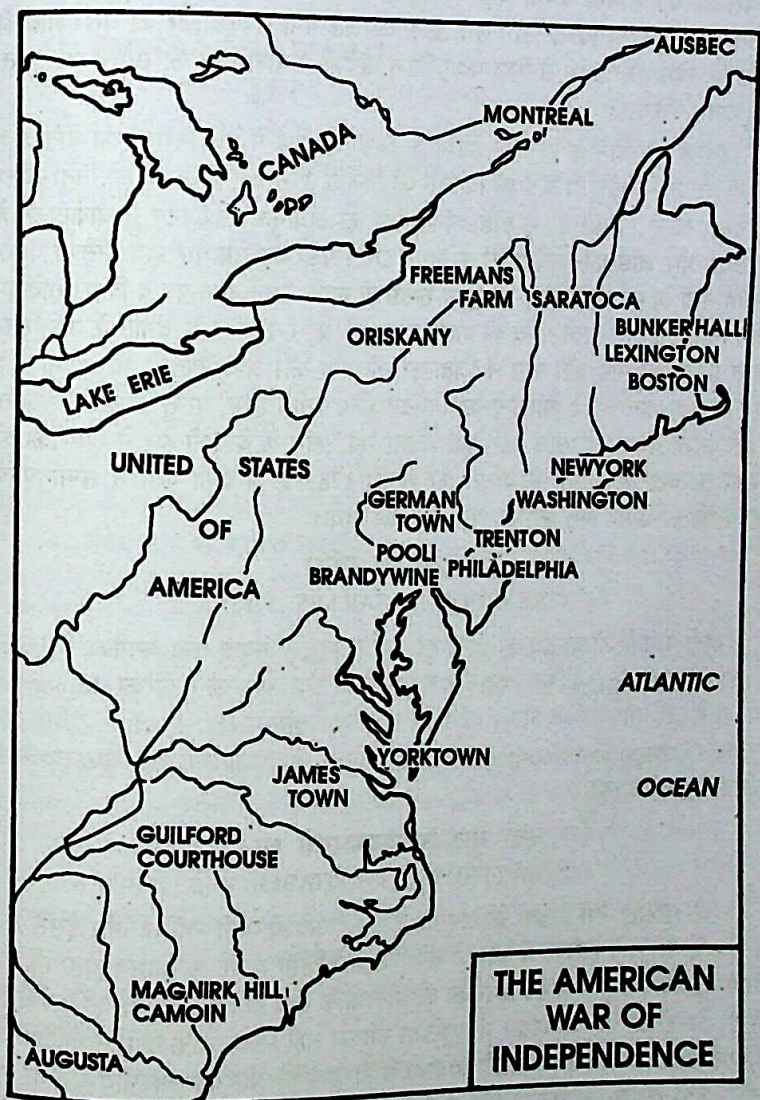 AUSBEC
MONTREAL
CANADA
FREEMANS
FARM
SARATOCA
ORISKANY
BUNKERHALL
LEXINGTON
BOSTON
LAKE ERIE
UNITED STATES
OF
AMERICA
NEWYORK
WASHINGTON
GERMAN
TOWN
TRENTON
POOLI
PHILADELPHIA
BRANDYWINE
ATLANTIC
OCEAN
YORKTOWN
JAMES
TOWN
GUILFORD
COURTHOUSE
MAGNIRK HILL
CAMOIN
AUGUSTA
THE AMERICAN
WAR OF
INDEPENDENCE